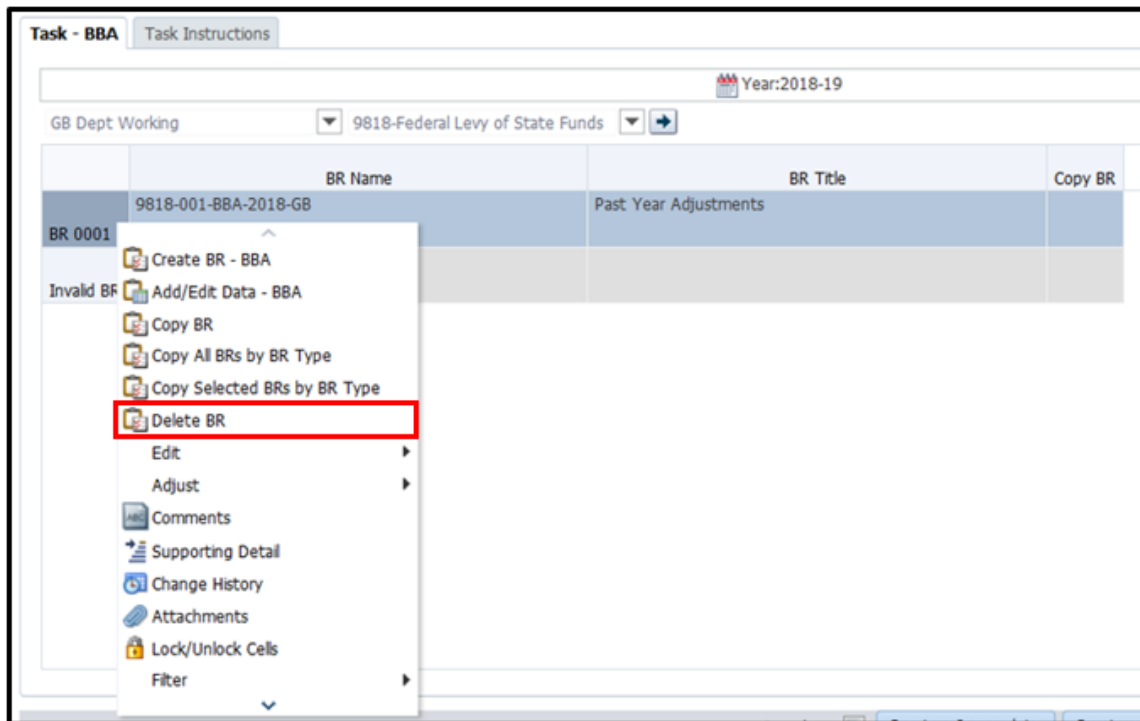 Task - BBA Task Instructions
Year:2018-19
GB Dept Working 9818-Federal Levy of State Funds
BR Name BR Title Copy BR
9818-001-BBA-2018-GB Past Year Adjustments
BR 0001
Create BR - BBA
Invalid BR Add/Edit Data - BBA
Copy BR
Copy All BRs by BR Type
Copy Selected BRs by BR Type
Delete BR
Edit
Adjust
Comments
Supporting Detail
Change History
Attachments
Lock/Unlock Cells
Filter